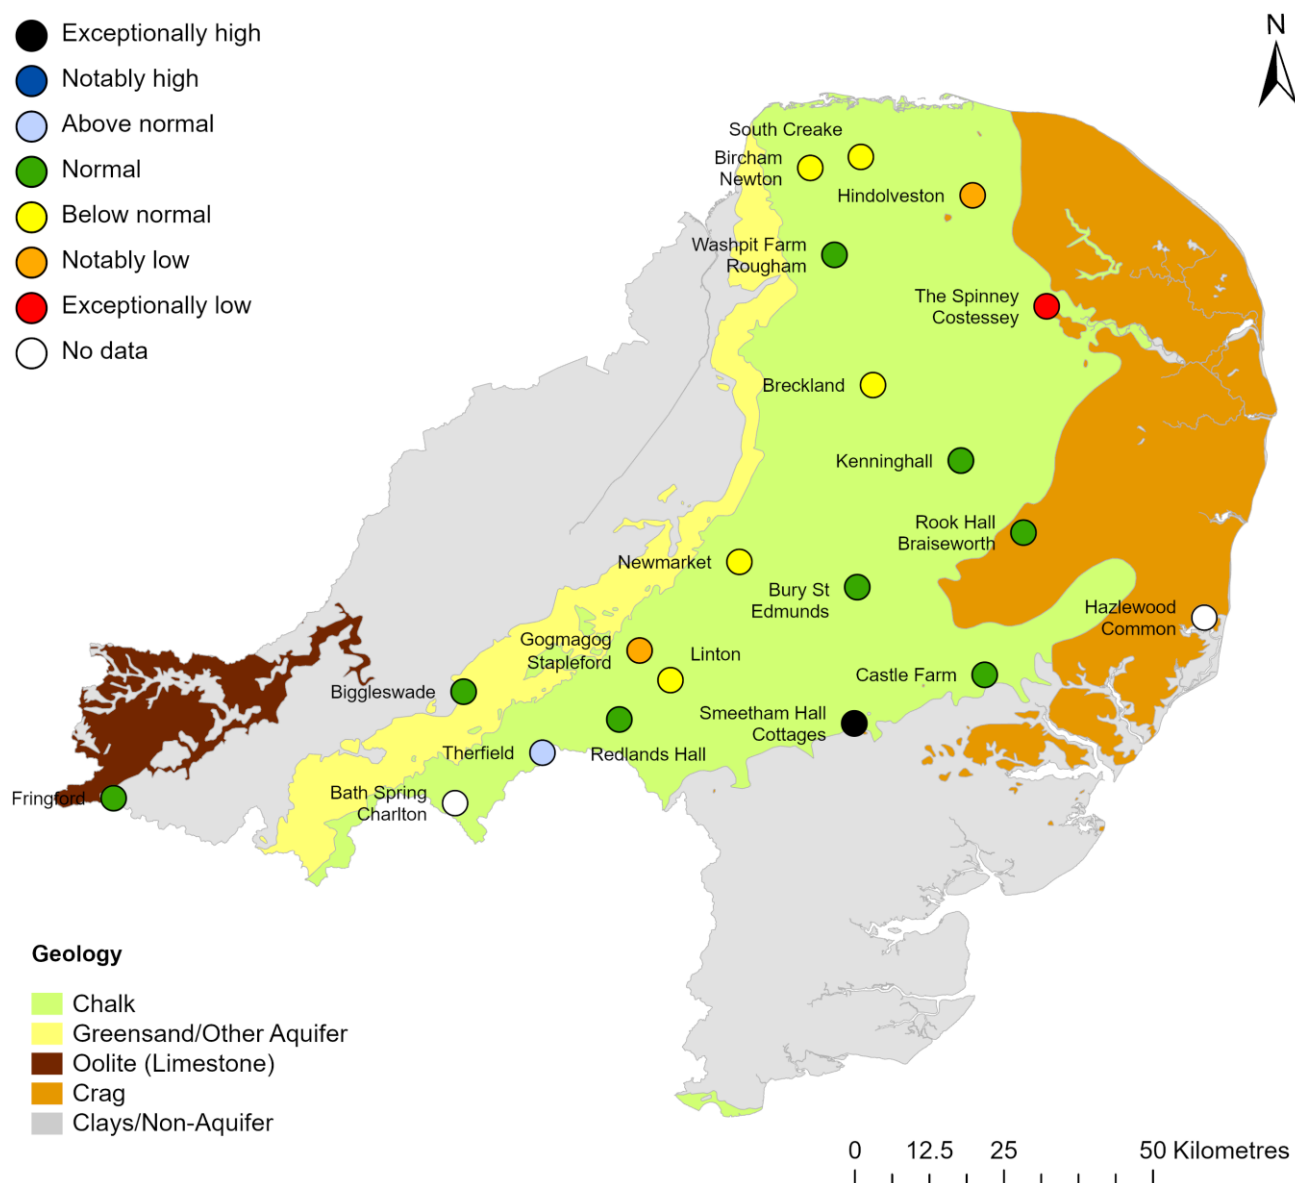 Exceptionally high
Notably high
Above normal
Normal
Below normal
Notably low
Exceptionally low
No data
N
South Creake
Bircham
Newton
Hindolveston
Washpit Farm
Rougham
The Spinney
Costessey
Breckland
Kenninghall
Rook Hall
Braiseworth
Newmarket
Bury St
Edmunds
Hazlewood
Common
Gogmagog
Stapleford
Linton
Castle Farm
Biggleswade
Smeetham Hall
Cottages
Therfield
Redlands Hall
Fringford
Bath Spring
Charlton
Geology
Chalk
Greensand/Other Aquifer
Oolite (Limestone)
Crag
Clays/Non-Aquifer
0 12.5 25 50 Kilometres